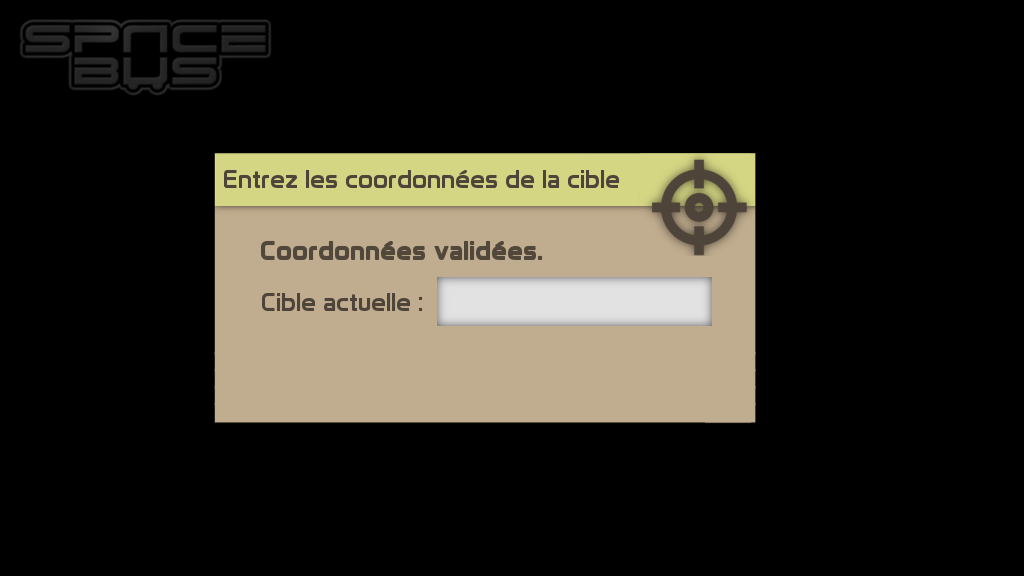 SPACE
BUS
Entrez les coordonnées de la cible
Coordonnées validées.
Cible actuelle :